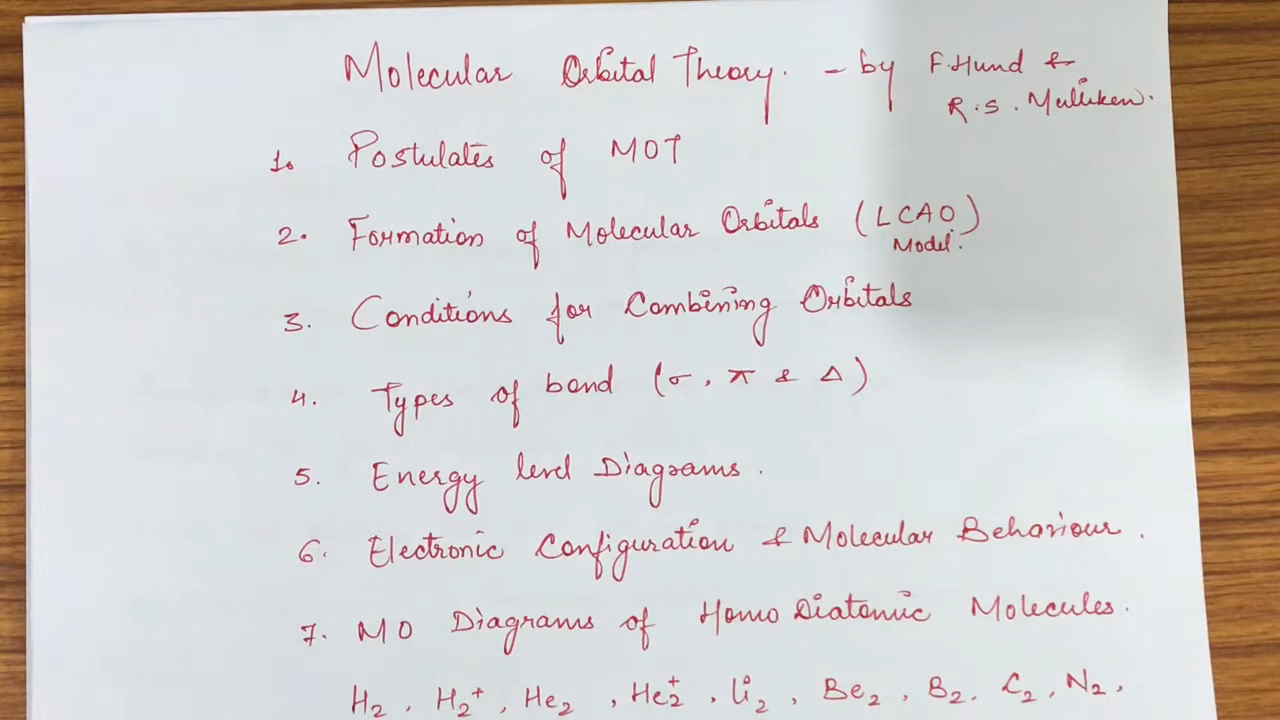 Molecular Orbital Theory. - by F. Hund &
R.S. Mulliken.
1. Postulates of MOT
2. Formation of Molecular Orbitals (LCAO)
Model.
3. Conditions for Combining Orbitals
4. Types of bond (σ, π & Δ)
5. Energy level Diagrams.
6. Electronic Configuration & Molecular Behaviour.
7. MO Diagrams of Homo Diatomic Molecules.
H₂, H₂⁺, He₂, He₂⁺, Li₂, Be₂, B₂, C₂, N₂,